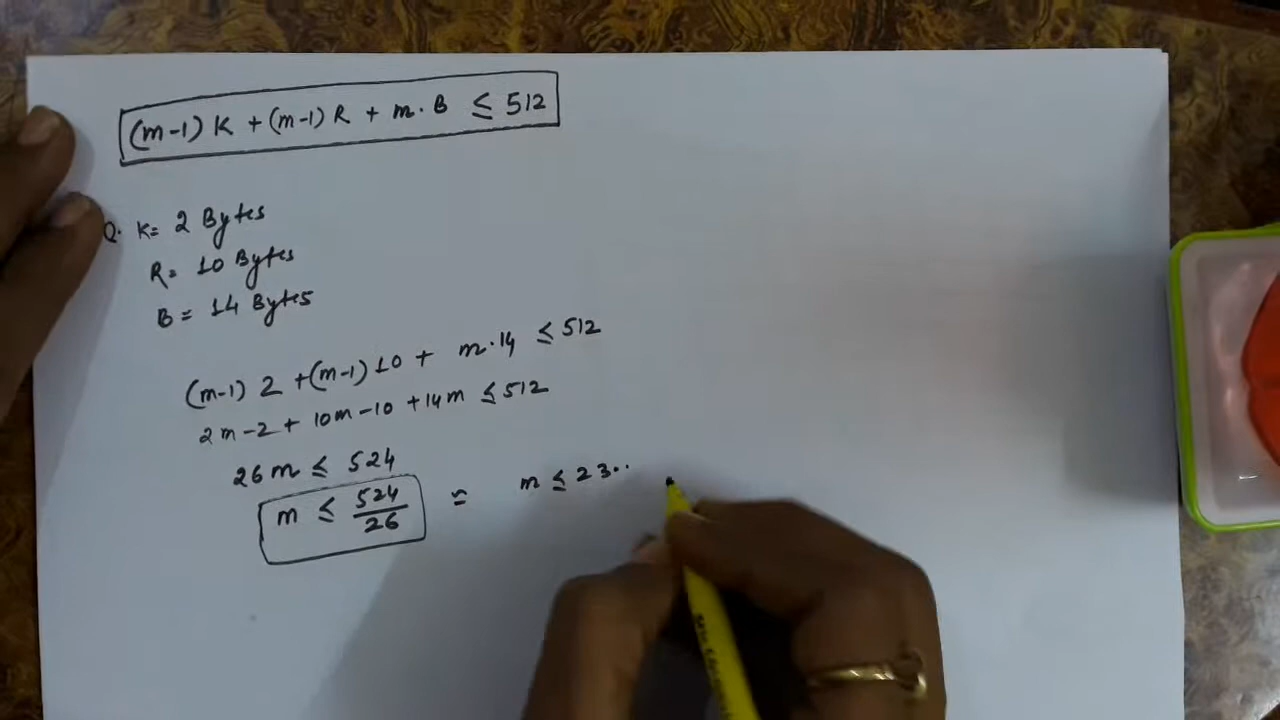 (m-1) K + (m-1) R + m. B ≤ 512
Q. K= 2 Bytes
R= 10 Bytes
B = 14 Bytes
(m-1) 2 +(m-1) 10 + m.14 ≤ 512
2m-2 + 10m-10 +14m ≤ 512
26m ≤ 524
m ≤ 524/26 ≃ m ≤ 23..